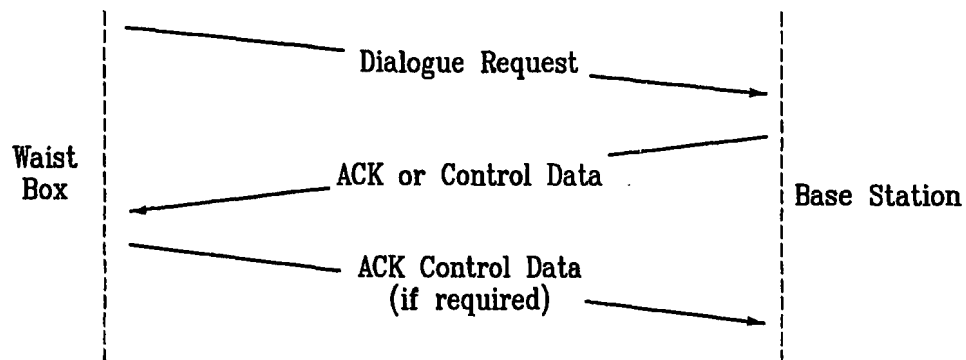 Dialogue Request
Waist
Box
ACK or Control Data
Base Station
ACK Control Data
(if required)